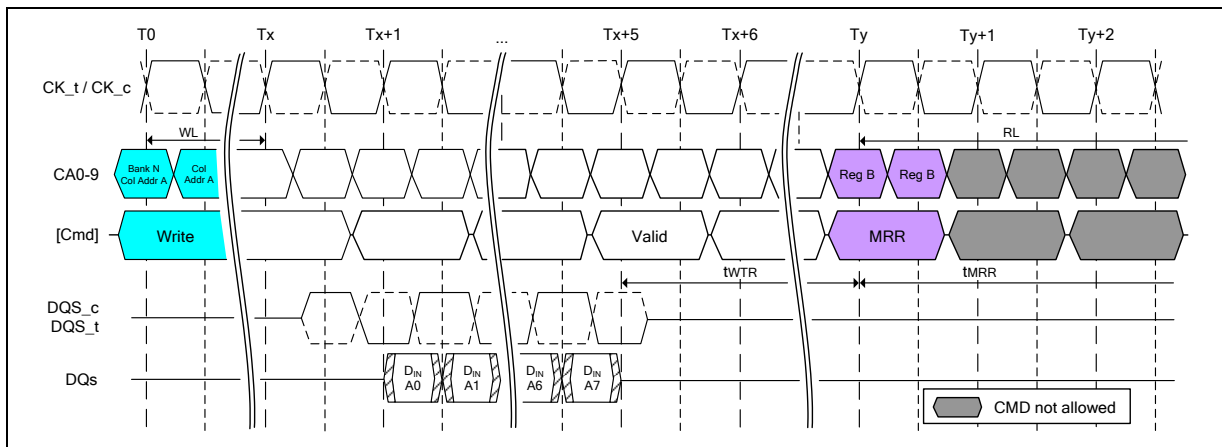 T0 Tx Tx+1 ... Tx+5 Tx+6 Ty Ty+1 Ty+2
CK_t / CK_c
WL RL
CA0-9 Bank N Col Reg B Reg B
Col Addr A Addr A
[Cmd] Write Valid MRR
tWTR tMRR
DQS_c
DQS_t
DQs DIN DIN DIN DIN
A0 A1 A6 A7
CMD not allowed